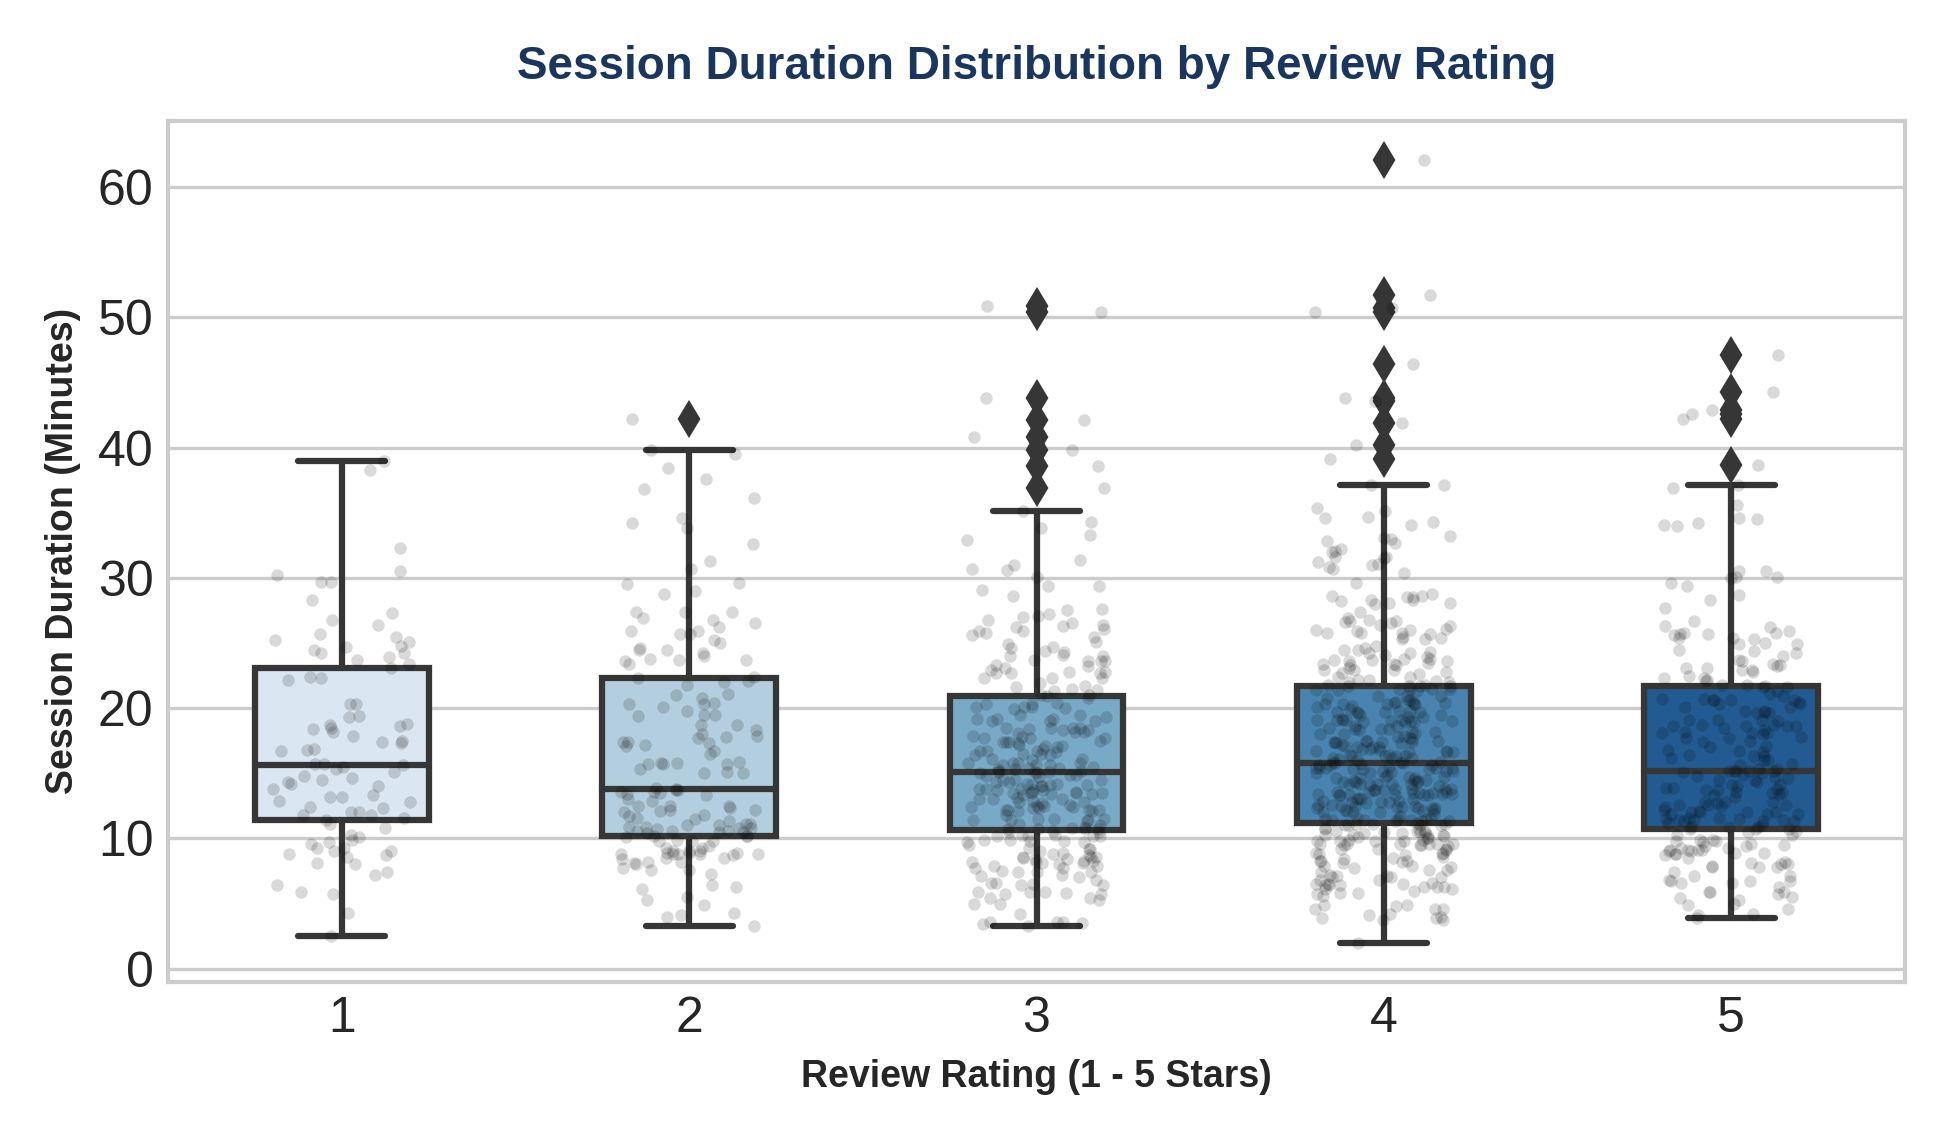 Session Duration Distribution by Review Rating
Session Duration (Minutes)
60
50
40
30
20
10
0
1 2 3 4 5
Review Rating (1 - 5 Stars)